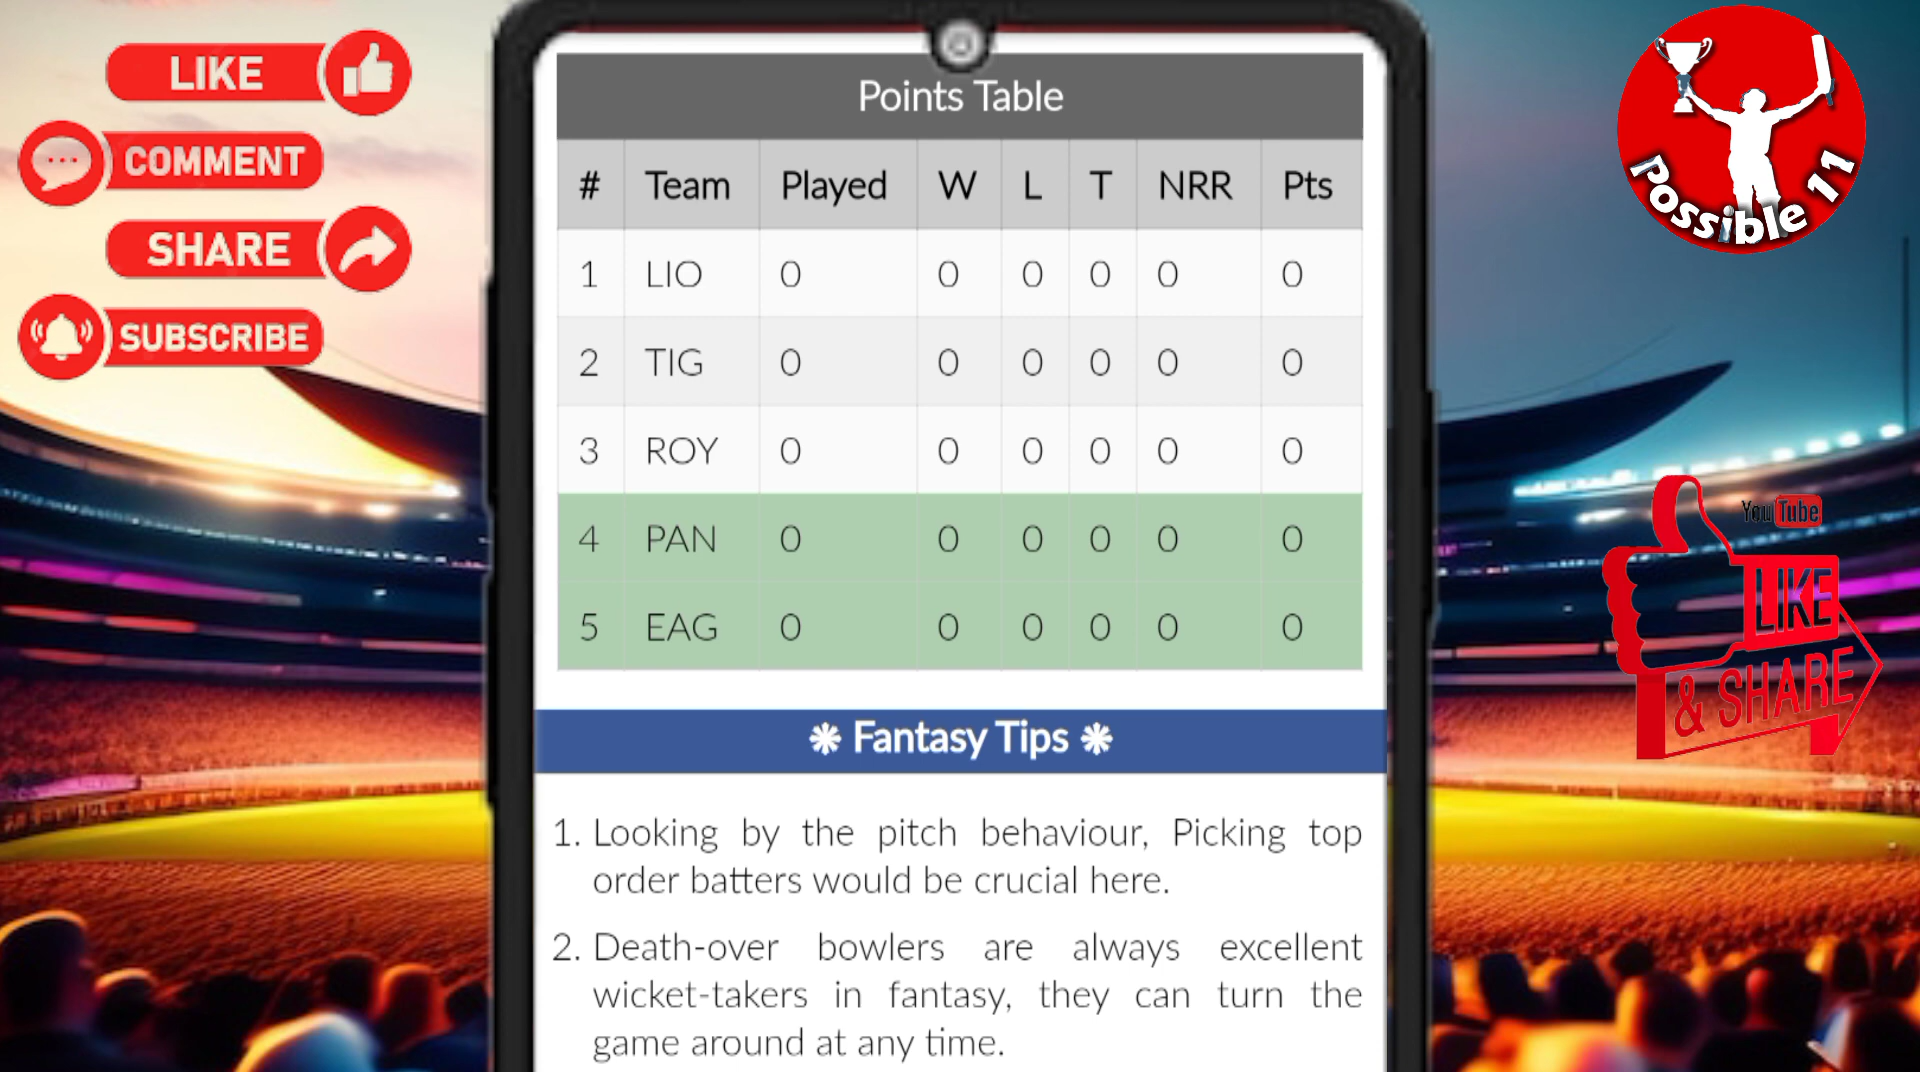 LIKE
COMMENT
SHARE
SUBSCRIBE
Points Table
# Team Played W L T NRR Pts
1 LIO 0 0 0 0 0 0
2 TIG 0 0 0 0 0 0
3 ROY 0 0 0 0 0 0
4 PAN 0 0 0 0 0 0
5 EAG 0 0 0 0 0 0
❋ Fantasy Tips ❋
1. Looking by the pitch behaviour, Picking top
order batters would be crucial here.
2. Death-over bowlers are always excellent
wicket-takers in fantasy, they can turn the
game around at any time.
Possible 11
YouTube
LIKE
& SHARE